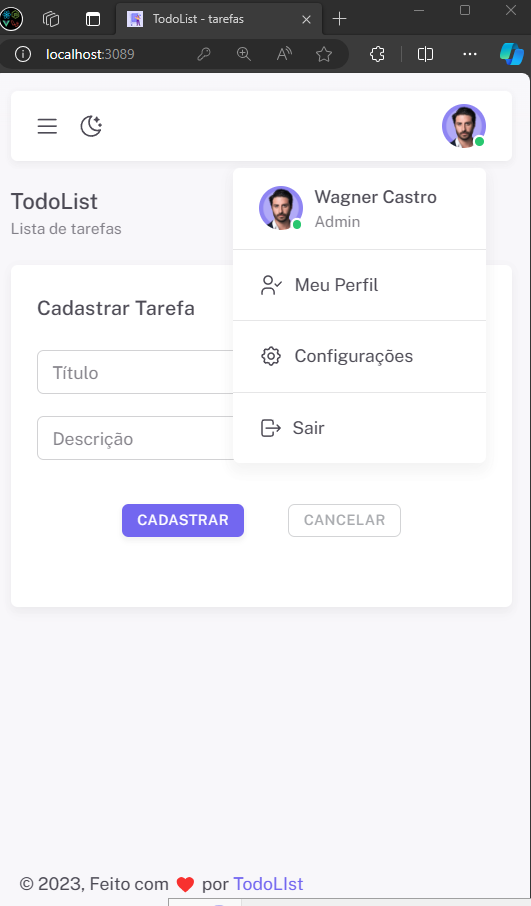 TodoList - tarefas
localhost:3089
Wagner Castro
Admin
TodoList
Lista de tarefas
Meu Perfil
Cadastrar Tarefa
Configurações
Título
Sair
Descrição
CADASTRAR
CANCELAR
© 2023, Feito com ❤️ por TodoLIst